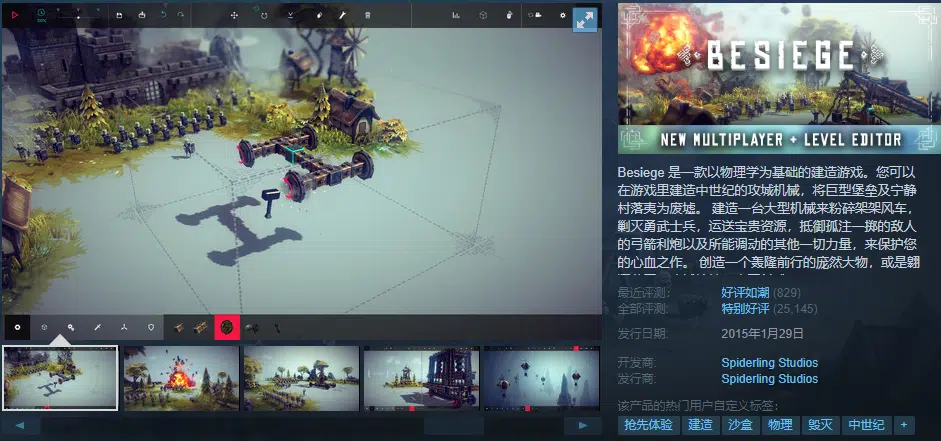 BESIEGE
NEW MULTIPLAYER + LEVEL EDITOR
Besiege 是一款以物理学为基础的建造游戏。您可以
在游戏里建造中世纪的攻城机械，将巨型堡垒及宁静
村落夷为废墟。 建造一台大型机械来粉碎架架风车，
剿灭勇武士兵，运送宝贵资源，抵御孤注一掷的敌人
的弓箭利炮以及所能调动的其他一切力量，来保护您
的心血之作。 创造一个轰隆前行的庞然大物，或是翱
最近评测： 好评如潮 (829)
全部评测： 特别好评 (25,145)
发行日期： 2015年1月29日
开发商： Spiderling Studios
发行商： Spiderling Studios
该产品的热门用户自定义标签：
抢先体验 建造 沙盒 物理 毁灭 中世纪 +